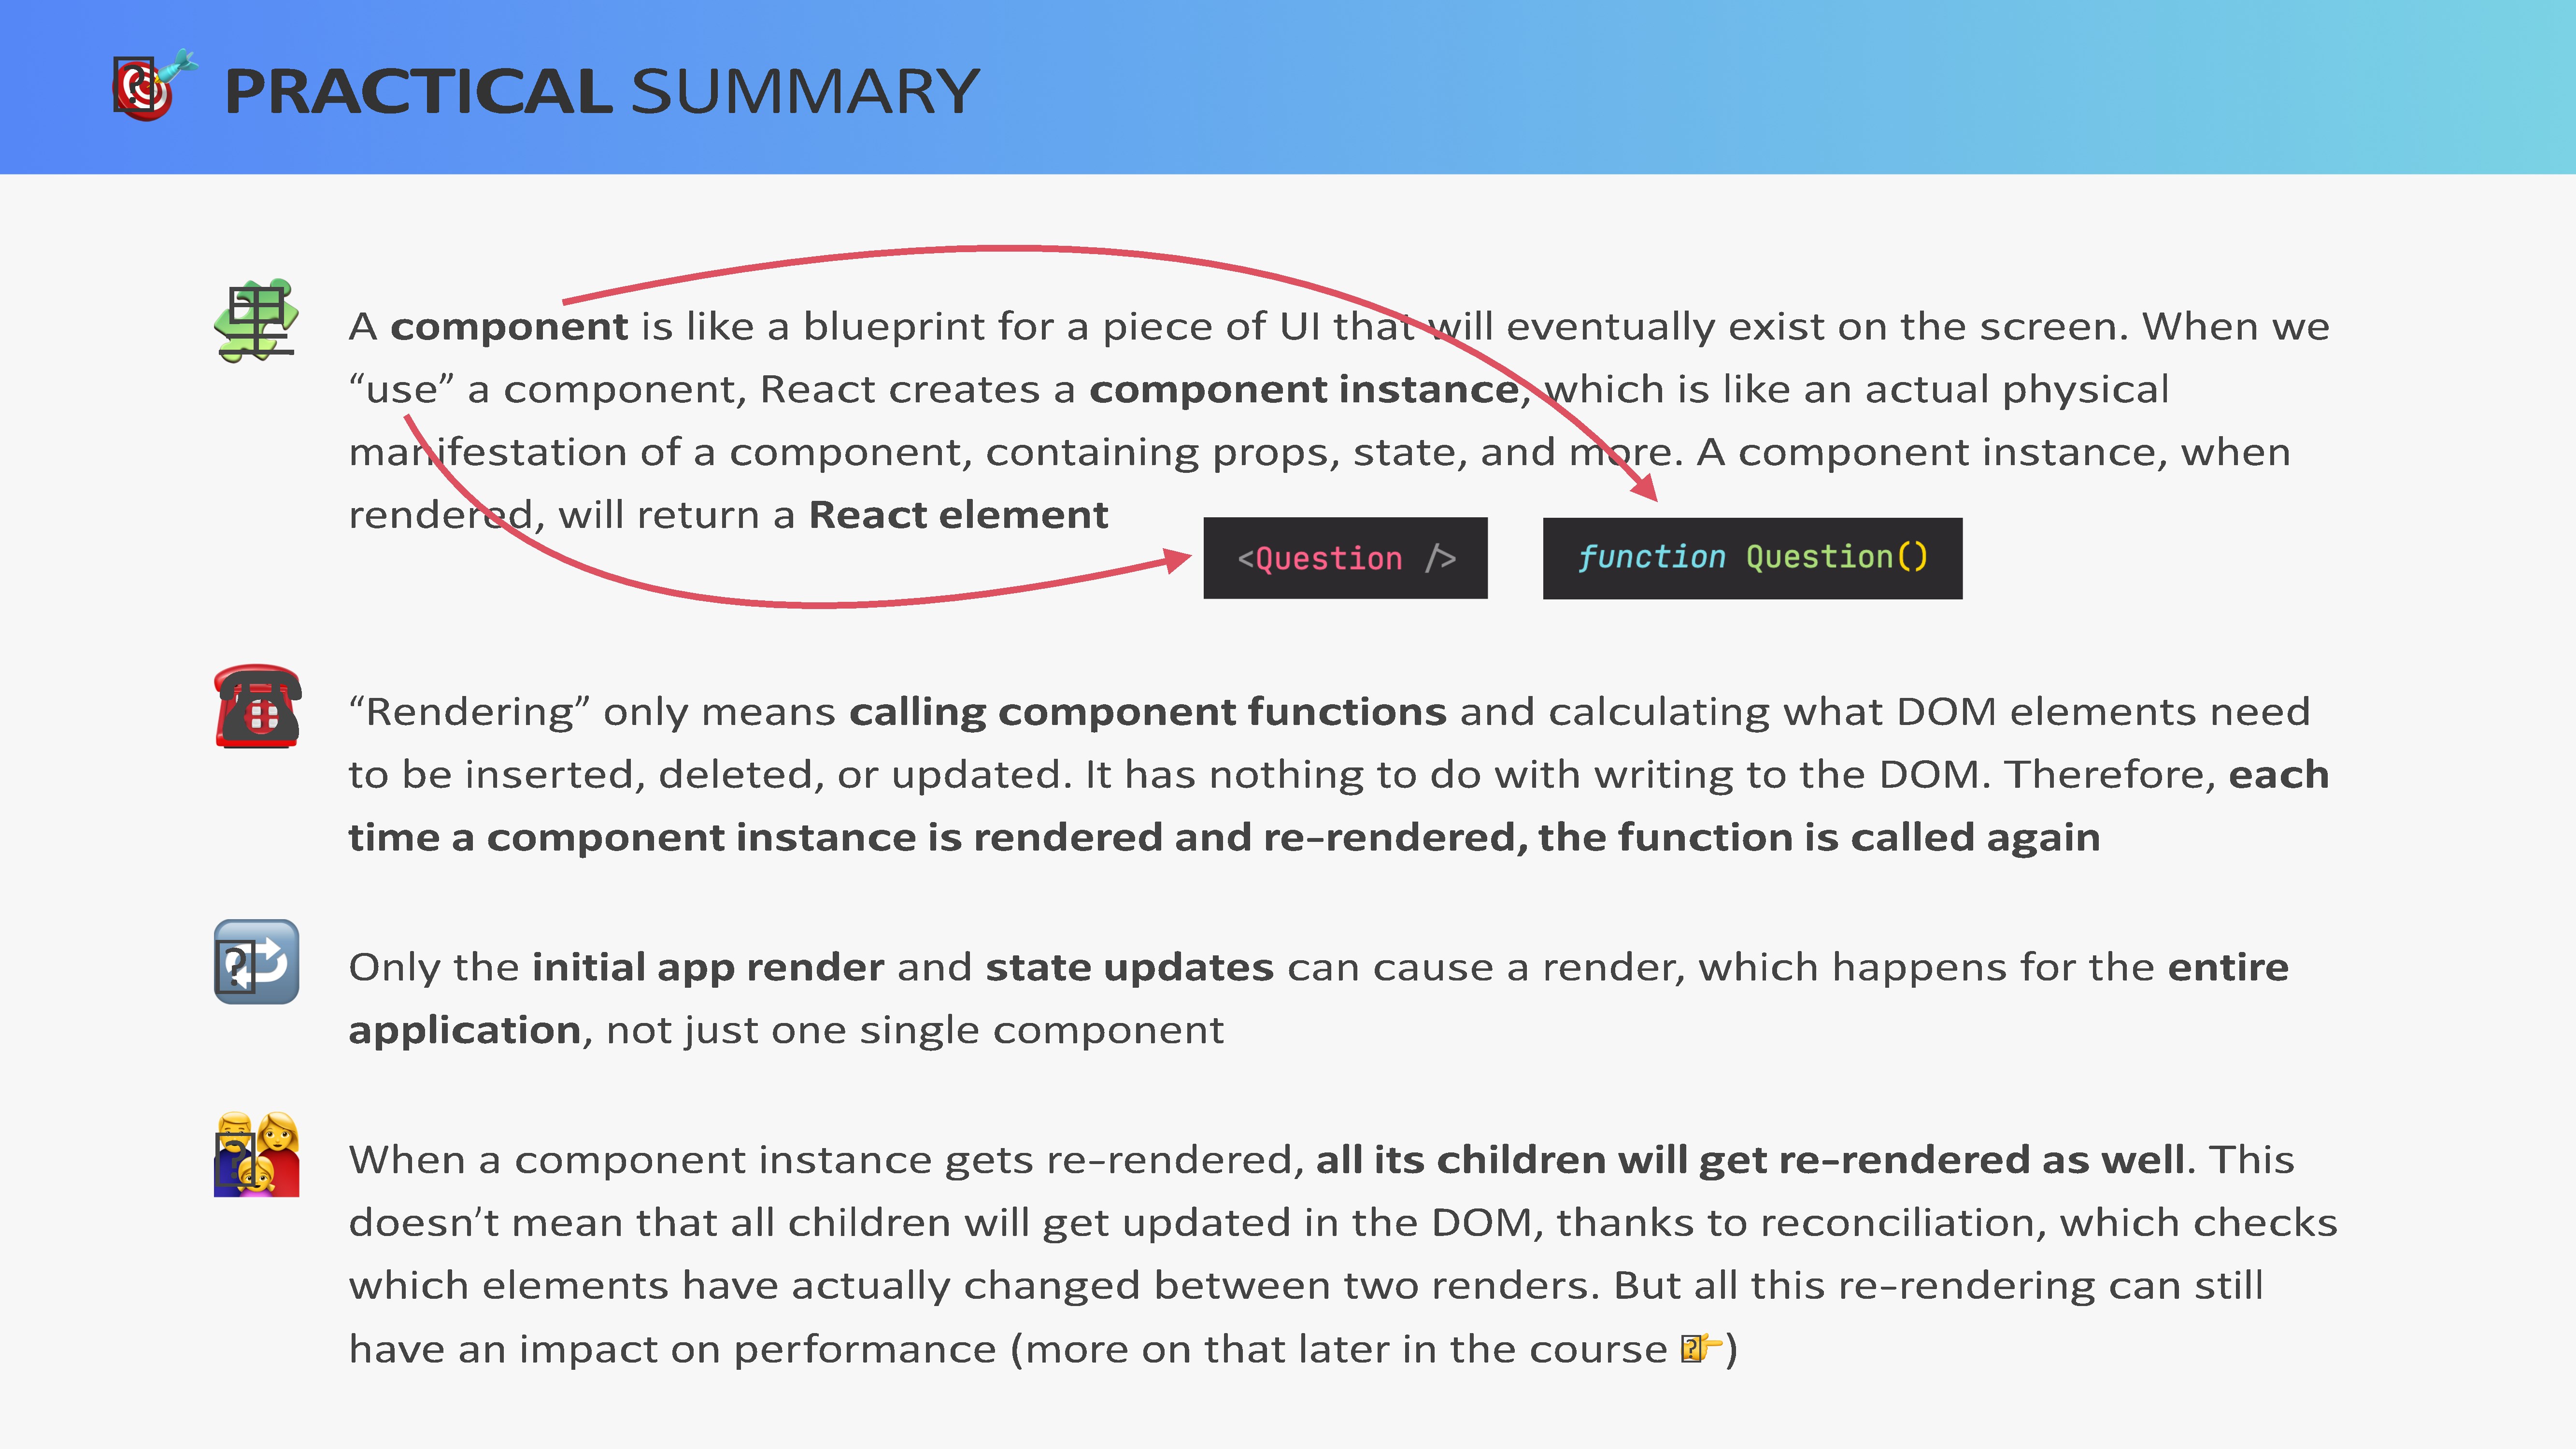 PRACTICAL SUMMARY
A component is like a blueprint for a piece of UI that will eventually exist on the screen. When we
“use” a component, React creates a component instance, which is like an actual physical
manifestation of a component, containing props, state, and more. A component instance, when
rendered, will return a React element
<Question />
function Question()
“Rendering” only means calling component functions and calculating what DOM elements need
to be inserted, deleted, or updated. It has nothing to do with writing to the DOM. Therefore, each
time a component instance is rendered and re-rendered, the function is called again
Only the initial app render and state updates can cause a render, which happens for the entire
application, not just one single component
When a component instance gets re-rendered, all its children will get re-rendered as well. This
doesn’t mean that all children will get updated in the DOM, thanks to reconciliation, which checks
which elements have actually changed between two renders. But all this re-rendering can still
have an impact on performance (more on that later in the course 👉)